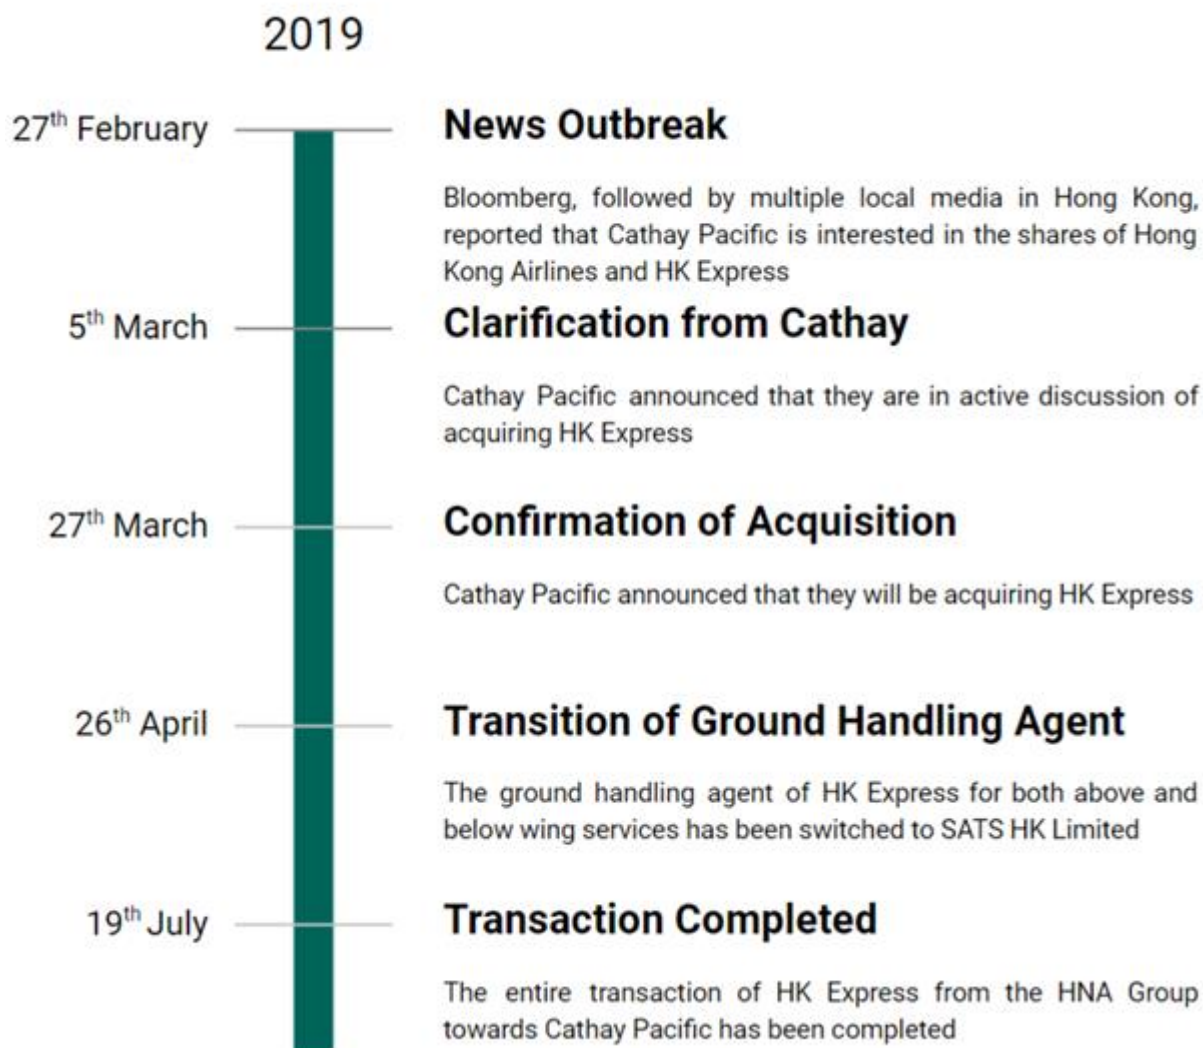 2019
27th February
News Outbreak
Bloomberg, followed by multiple local media in Hong Kong,
reported that Cathay Pacific is interested in the shares of Hong
Kong Airlines and HK Express
5th March
Clarification from Cathay
Cathay Pacific announced that they are in active discussion of
acquiring HK Express
27th March
Confirmation of Acquisition
Cathay Pacific announced that they will be acquiring HK Express
26th April
Transition of Ground Handling Agent
The ground handling agent of HK Express for both above and
below wing services has been switched to SATS HK Limited
19th July
Transaction Completed
The entire transaction of HK Express from the HNA Group
towards Cathay Pacific has been completed